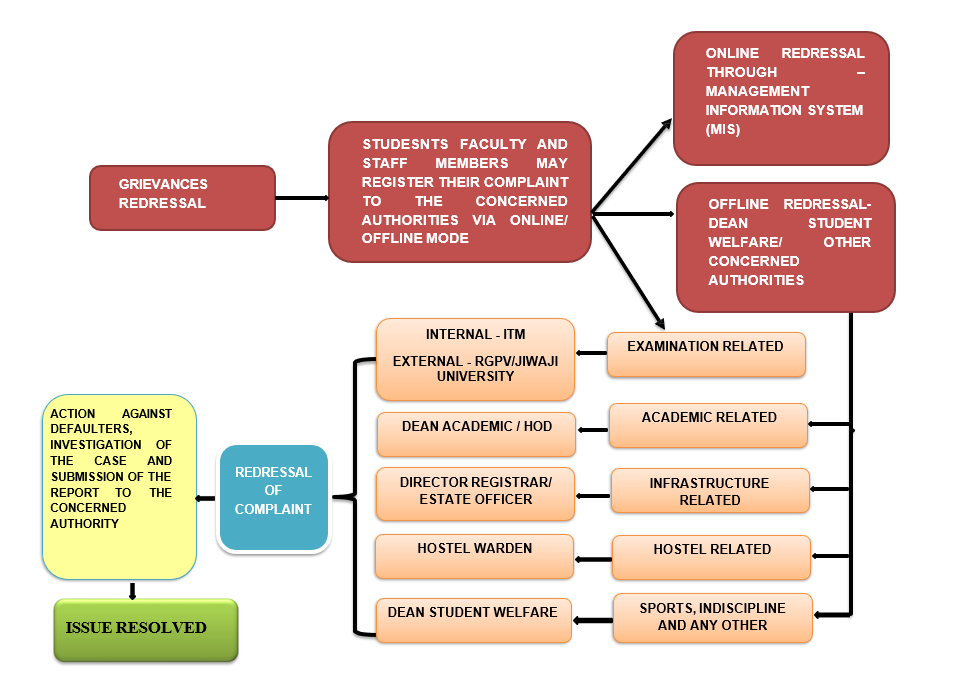 GRIEVANCES
REDRESSAL
STUDESNTS FACULTY AND
STAFF MEMBERS MAY
REGISTER THEIR COMPLAINT
TO THE CONCERNED
AUTHORITIES VIA ONLINE/
OFFLINE MODE
ONLINE REDRESSAL
THROUGH –
MANAGEMENT
INFORMATION SYSTEM
(MIS)
OFFLINE REDRESSAL-
DEAN STUDENT
WELFARE/ OTHER
CONCERNED
AUTHORITIES
EXAMINATION RELATED
ACADEMIC RELATED
INFRASTRUCTURE
RELATED
HOSTEL RELATED
SPORTS, INDISCIPLINE
AND ANY OTHER
INTERNAL - ITM
EXTERNAL - RGPV/JIWAJI
UNIVERSITY
DEAN ACADEMIC / HOD
DIRECTOR REGISTRAR/
ESTATE OFFICER
HOSTEL WARDEN
DEAN STUDENT WELFARE
REDRESSAL
OF
COMPLAINT
ACTION AGAINST
DEFAULTERS,
INVESTIGATION OF
THE CASE AND
SUBMISSION OF THE
REPORT TO THE
CONCERNED
AUTHORITY
ISSUE RESOLVED